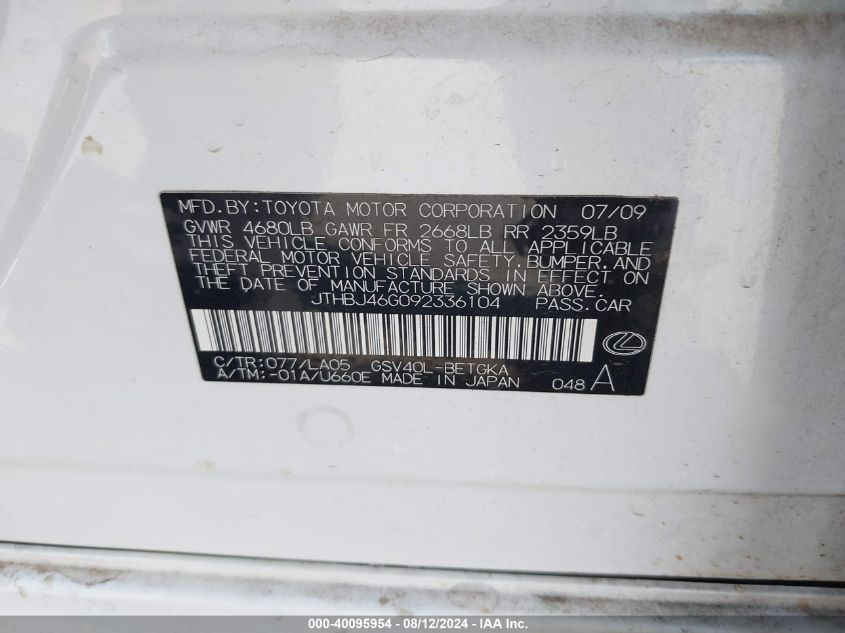 MFD.BY:TOYOTA MOTOR CORPORATION 07/09
GVWR 4680LB GAWR FR 2668LB RR 2359LB
THIS VEHICLE CONFORMS TO ALL APPLICABLE
FEDERAL MOTOR VEHICLE SAFETY,BUMPER,AND
THEFT PREVENTION STANDARDS IN EFFECT ON
THE DATE OF MANUFACTURE SHOWN ABOVE.
JTHBJ46G092336104 PASS.CAR
C/TR:077/LA05 GSV40L-BETGKA
A/TM:-01A/U660E MADE IN JAPAN 048 A
000-40095954 - 08/12/2024 - IAA Inc.